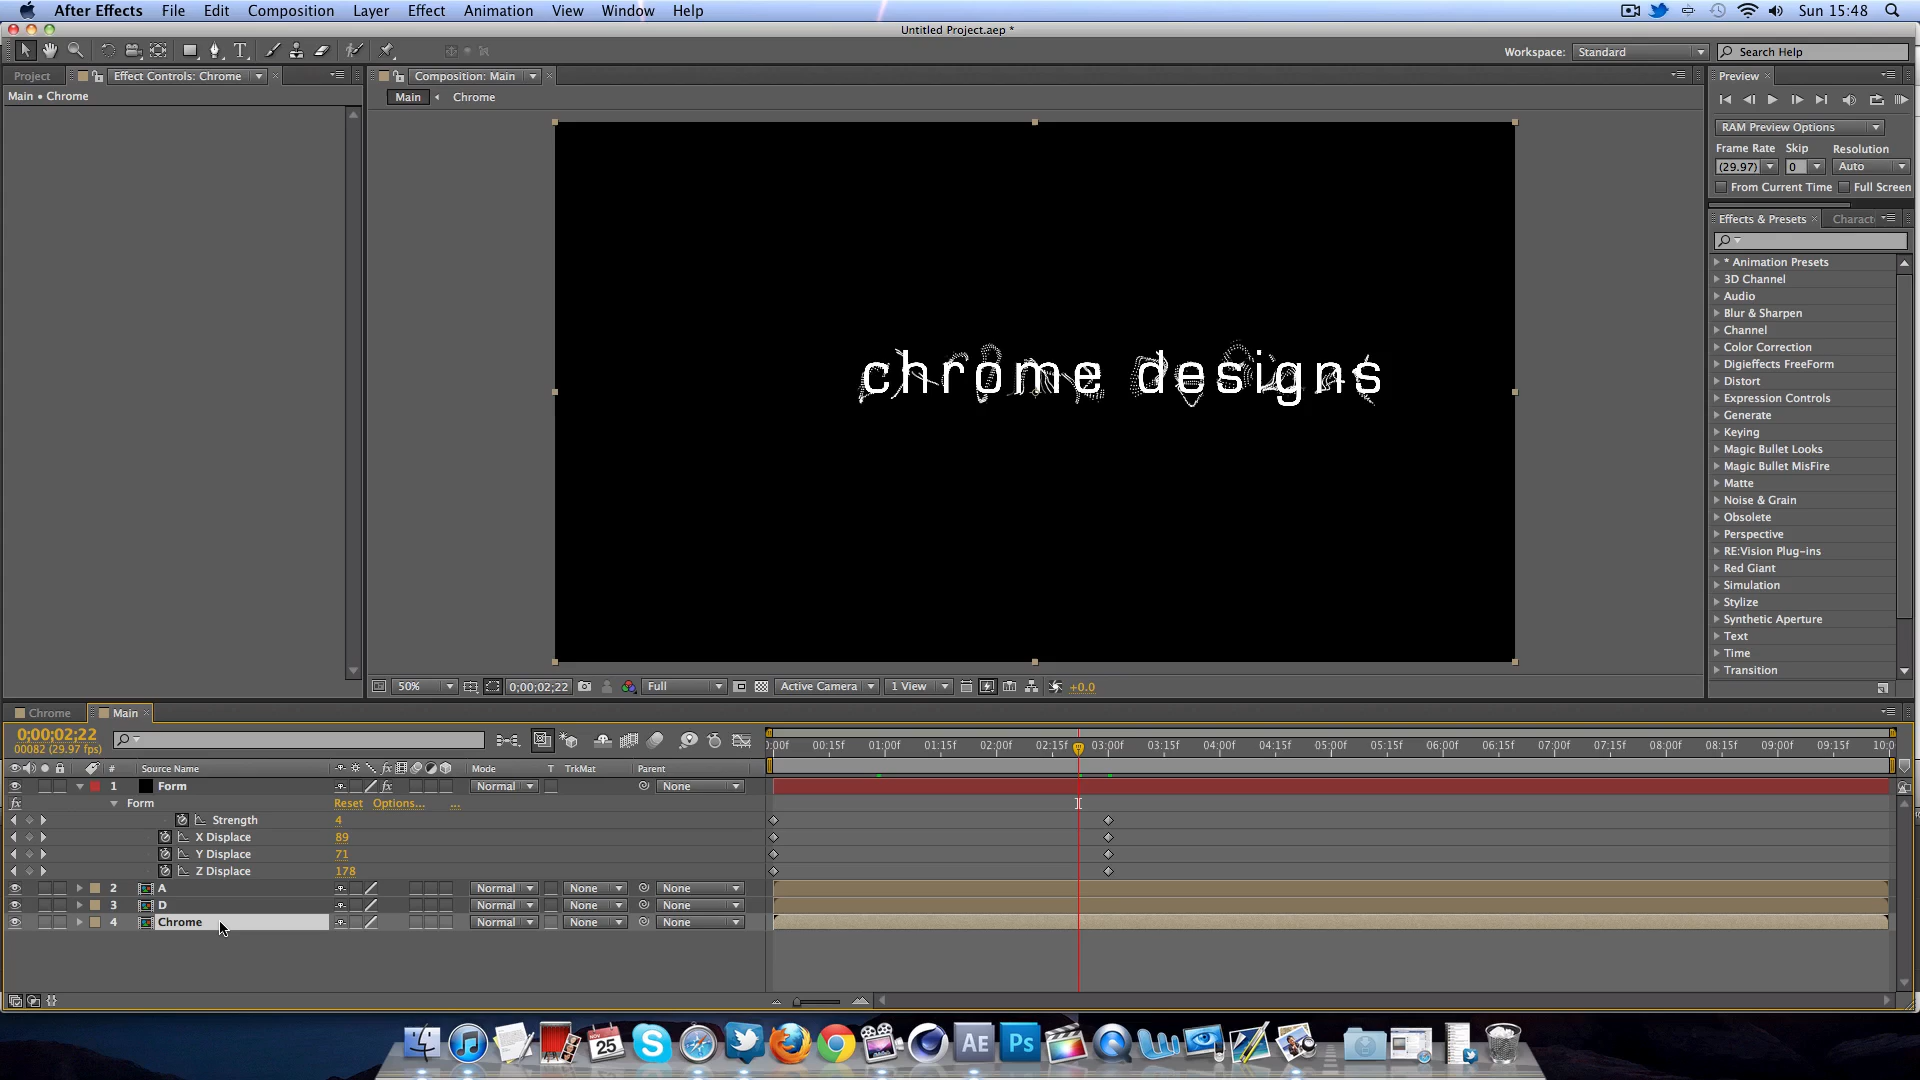 After Effects File Edit Composition Layer Effect Animation View Window Help Sun 15:48
Untitled Project.aep *
Workspace: Standard Search Help
Project Effect Controls: Chrome Composition: Main Preview
Main • Chrome
Main Chrome
RAM Preview Options
Frame Rate Skip Resolution
(29.97) 0 Auto
From Current Time Full Screen
Effects & Presets Charact
* Animation Presets
3D Channel
Audio
Blur & Sharpen
Channel
Color Correction
Digieffects FreeForm
Distort
Expression Controls
Generate
Keying
Magic Bullet Looks
Magic Bullet MisFire
Matte
Noise & Grain
Obsolete
Perspective
RE:Vision Plug-ins
Red Giant
Simulation
Stylize
Synthetic Aperture
Text
Time
Transition
chrome designs
50% 0;00;02;22 Full Active Camera 1 View +0.0
Chrome Main
0;00;02;22
00082 (29.97 fps)
:00f 00:15f 01:00f 01:15f 02:00f 02:15f 03:00f 03:15f 04:00f 04:15f 05:00f 05:15f 06:00f 06:15f 07:00f 07:15f 08:00f 08:15f 09:00f 09:15f 10:0
# Source Name Mode T TrkMat Parent
1 Form Normal None
Form Reset Options... ...
Strength 4
X Displace 89
Y Displace 71
Z Displace 178
2 A Normal None None
3 D Normal None None
4 Chrome Normal None None
NOV
25
AE
Ps